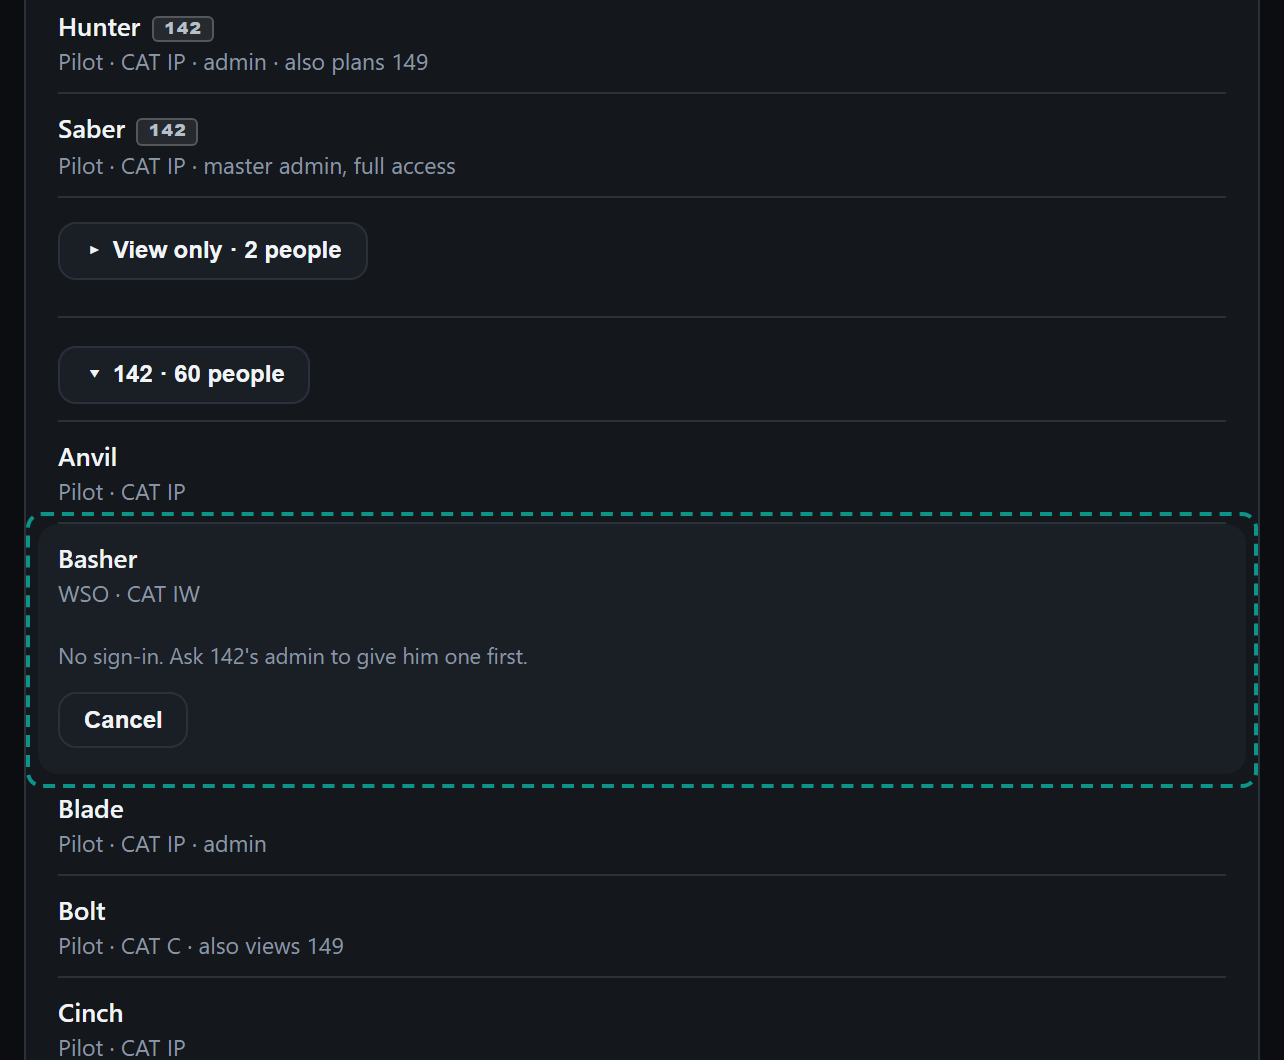 Hunter 142
Pilot · CAT IP · admin · also plans 149
Saber 142
Pilot · CAT IP · master admin, full access
▸ View only · 2 people
▾ 142 · 60 people
Anvil
Pilot · CAT IP
Basher
WSO · CAT IW
No sign-in. Ask 142's admin to give him one first.
Cancel
Blade
Pilot · CAT IP · admin
Bolt
Pilot · CAT C · also views 149
Cinch
Pilot · CAT IP